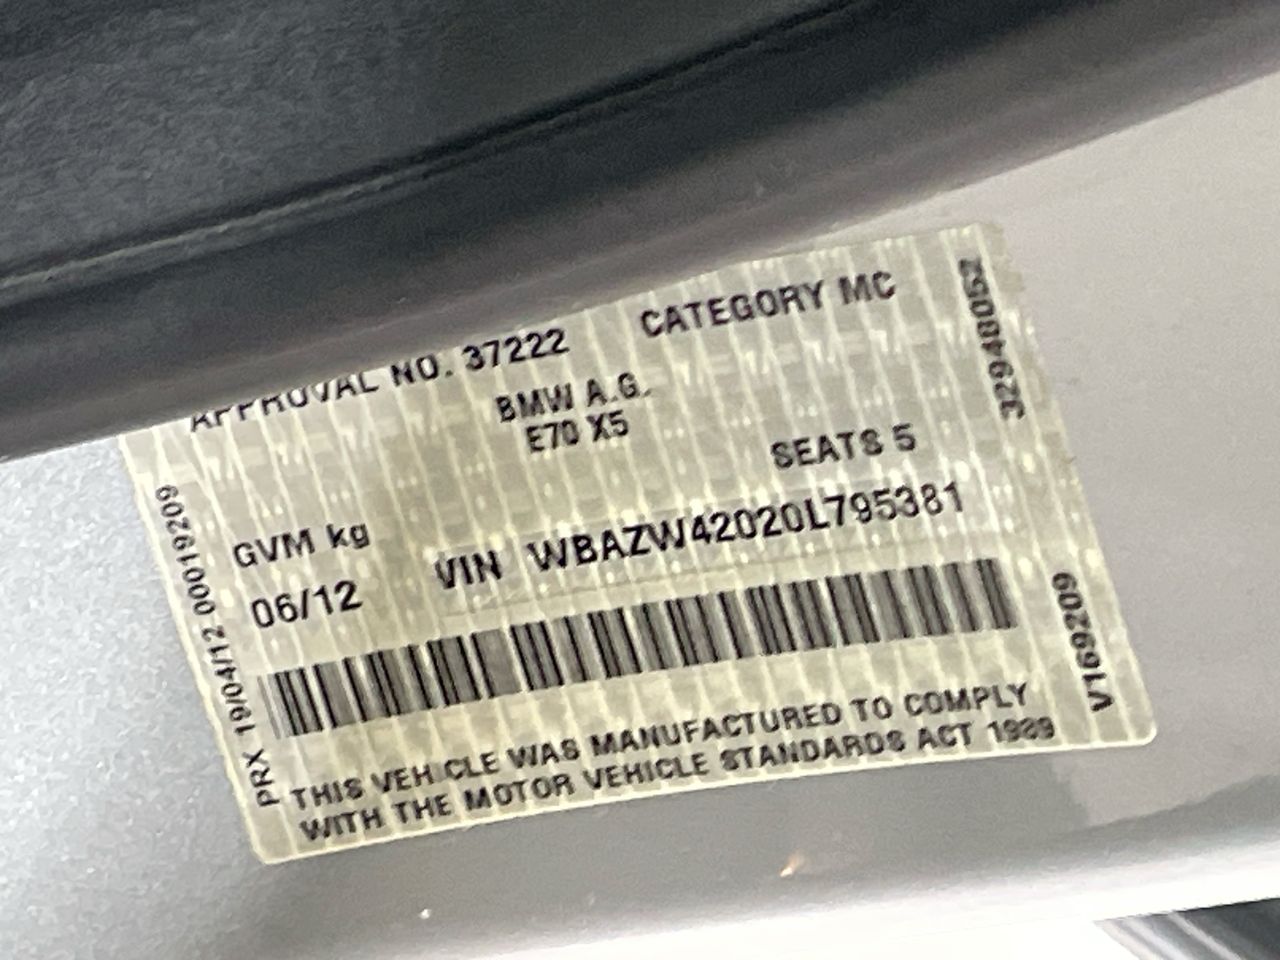 APPROVAL NO. 37222 CATEGORY MC
BMW A.G.
E70 X5
SEATS 5
GVM kg
06/12
VIN WBAZW42020L795381
THIS VEHICLE WAS MANUFACTURED TO COMPLY
WITH THE MOTOR VEHICLE STANDARDS ACT 1989
PRX 19/04/12 00019209
32948052
V169209